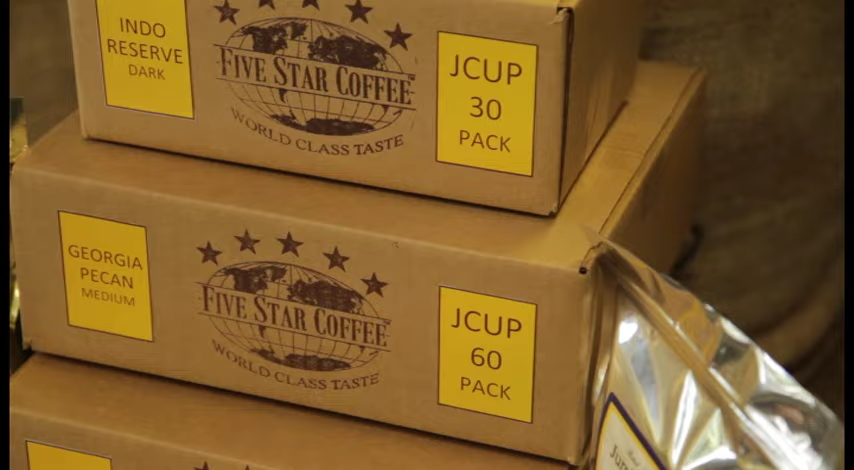 INDO
RESERVE
DARK
FIVE STAR COFFEE
WORLD CLASS TASTE
JCUP
30
PACK
GEORGIA
PECAN
MEDIUM
FIVE STAR COFFEE
WORLD CLASS TASTE
JCUP
60
PACK